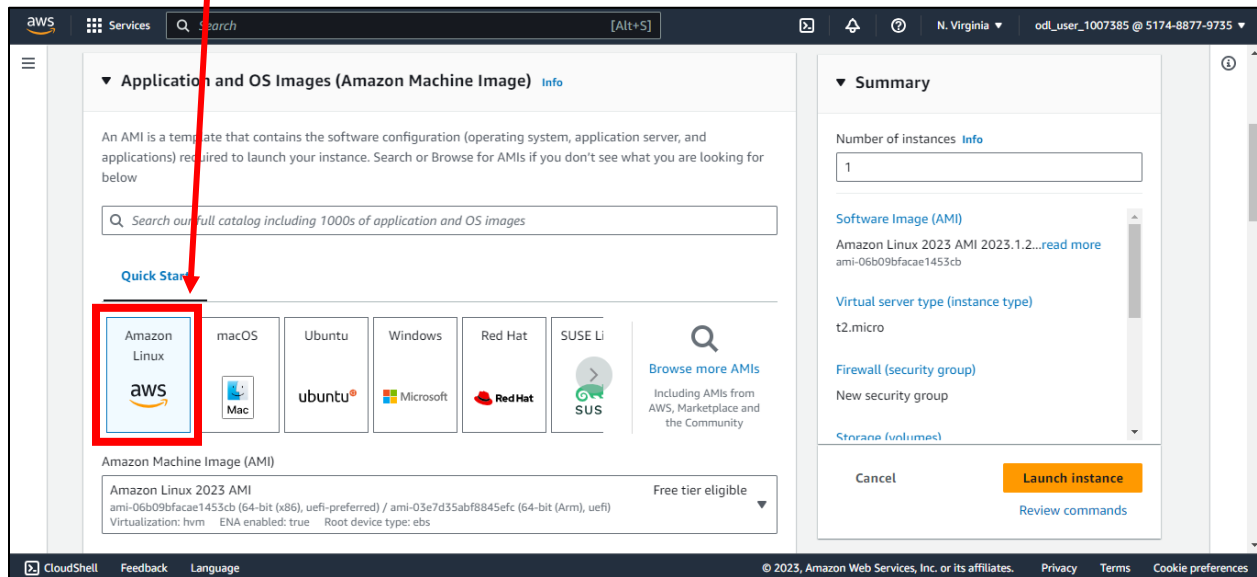 aws
Services
Search
[Alt+S]
N. Virginia
odl_user_1007385 @ 5174-8877-9735
Application and OS Images (Amazon Machine Image) Info
An AMI is a template that contains the software configuration (operating system, application server, and
applications) required to launch your instance. Search or Browse for AMIs if you don't see what you are looking for
below
Search our full catalog including 1000s of application and OS images
Quick Start
Amazon
Linux
aws
macOS
Mac
Ubuntu
ubuntu
Windows
Microsoft
Red Hat
Red Hat
SUSE Li
SUS
Browse more AMIs
Including AMIs from
AWS, Marketplace and
the Community
Amazon Machine Image (AMI)
Amazon Linux 2023 AMI
Free tier eligible
ami-06b09bfacae1453cb (64-bit (x86), uefi-preferred) / ami-03e7d35abf8845efc (64-bit (Arm), uefi)
Virtualization: hvm ENA enabled: true Root device type: ebs
Summary
Number of instances Info
1
Software Image (AMI)
Amazon Linux 2023 AMI 2023.1.2...read more
ami-06b09bfacae1453cb
Virtual server type (instance type)
t2.micro
Firewall (security group)
New security group
Storage (volumes)
Cancel
Launch instance
Review commands
CloudShell
Feedback
Language
© 2023, Amazon Web Services, Inc. or its affiliates.
Privacy
Terms
Cookie preferences